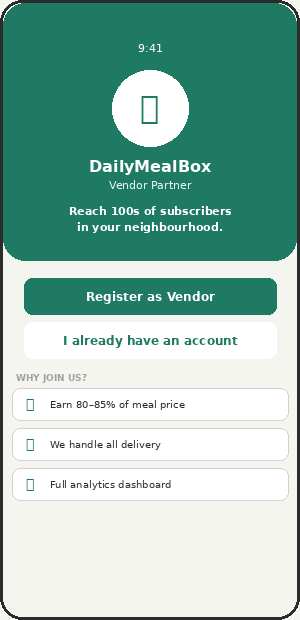 9:41
DailyMealBox
Vendor Partner
Reach 100s of subscribers
in your neighbourhood.
Register as Vendor
I already have an account
WHY JOIN US?
Earn 80–85% of meal price
We handle all delivery
Full analytics dashboard